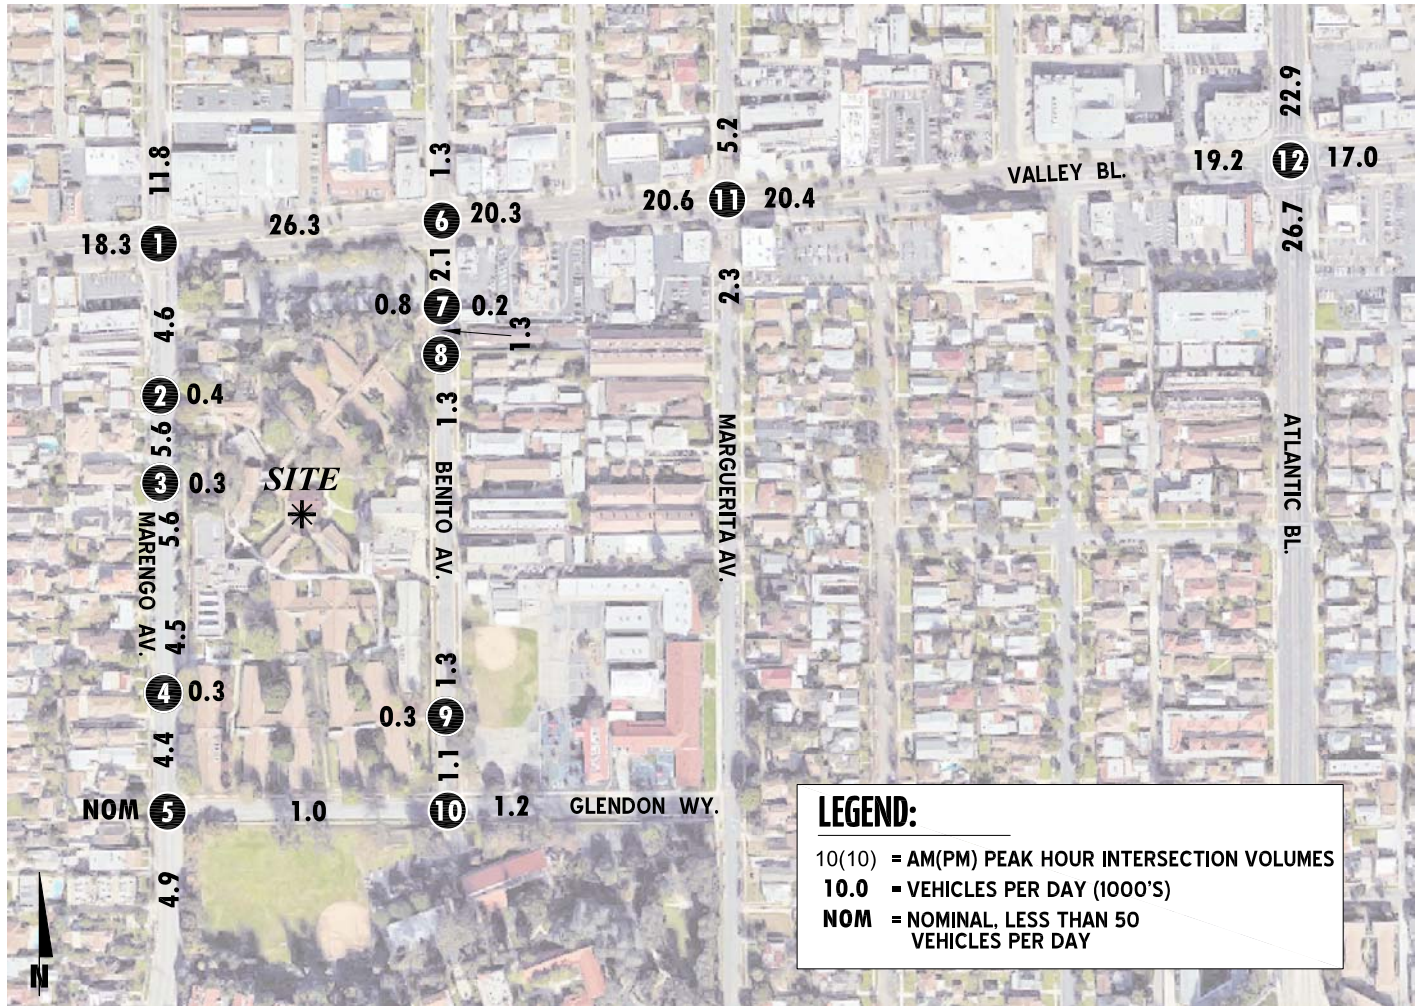 22.9
5.2
11.8
1.3
19.2 12 17.0
VALLEY BL.
20.6 11 20.4
26.3 6 20.3
18.3 1
26.7
2.1
2.3
0.8 7 0.2
4.6
1.3
8
2 0.4
1.3
5.6
3 0.3
SITE
5.6
MARENGO AV.
BENITO AV.
MARGUERITA AV.
ATLANTIC BL.
4.5
1.3
4 0.3
0.3 9
4.4
1.1
NOM 5 1.0 10 1.2 GLENDON WY.
4.9
N
LEGEND:
10(10) = AM(PM) PEAK HOUR INTERSECTION VOLUMES
10.0 = VEHICLES PER DAY (1000'S)
NOM = NOMINAL, LESS THAN 50
VEHICLES PER DAY